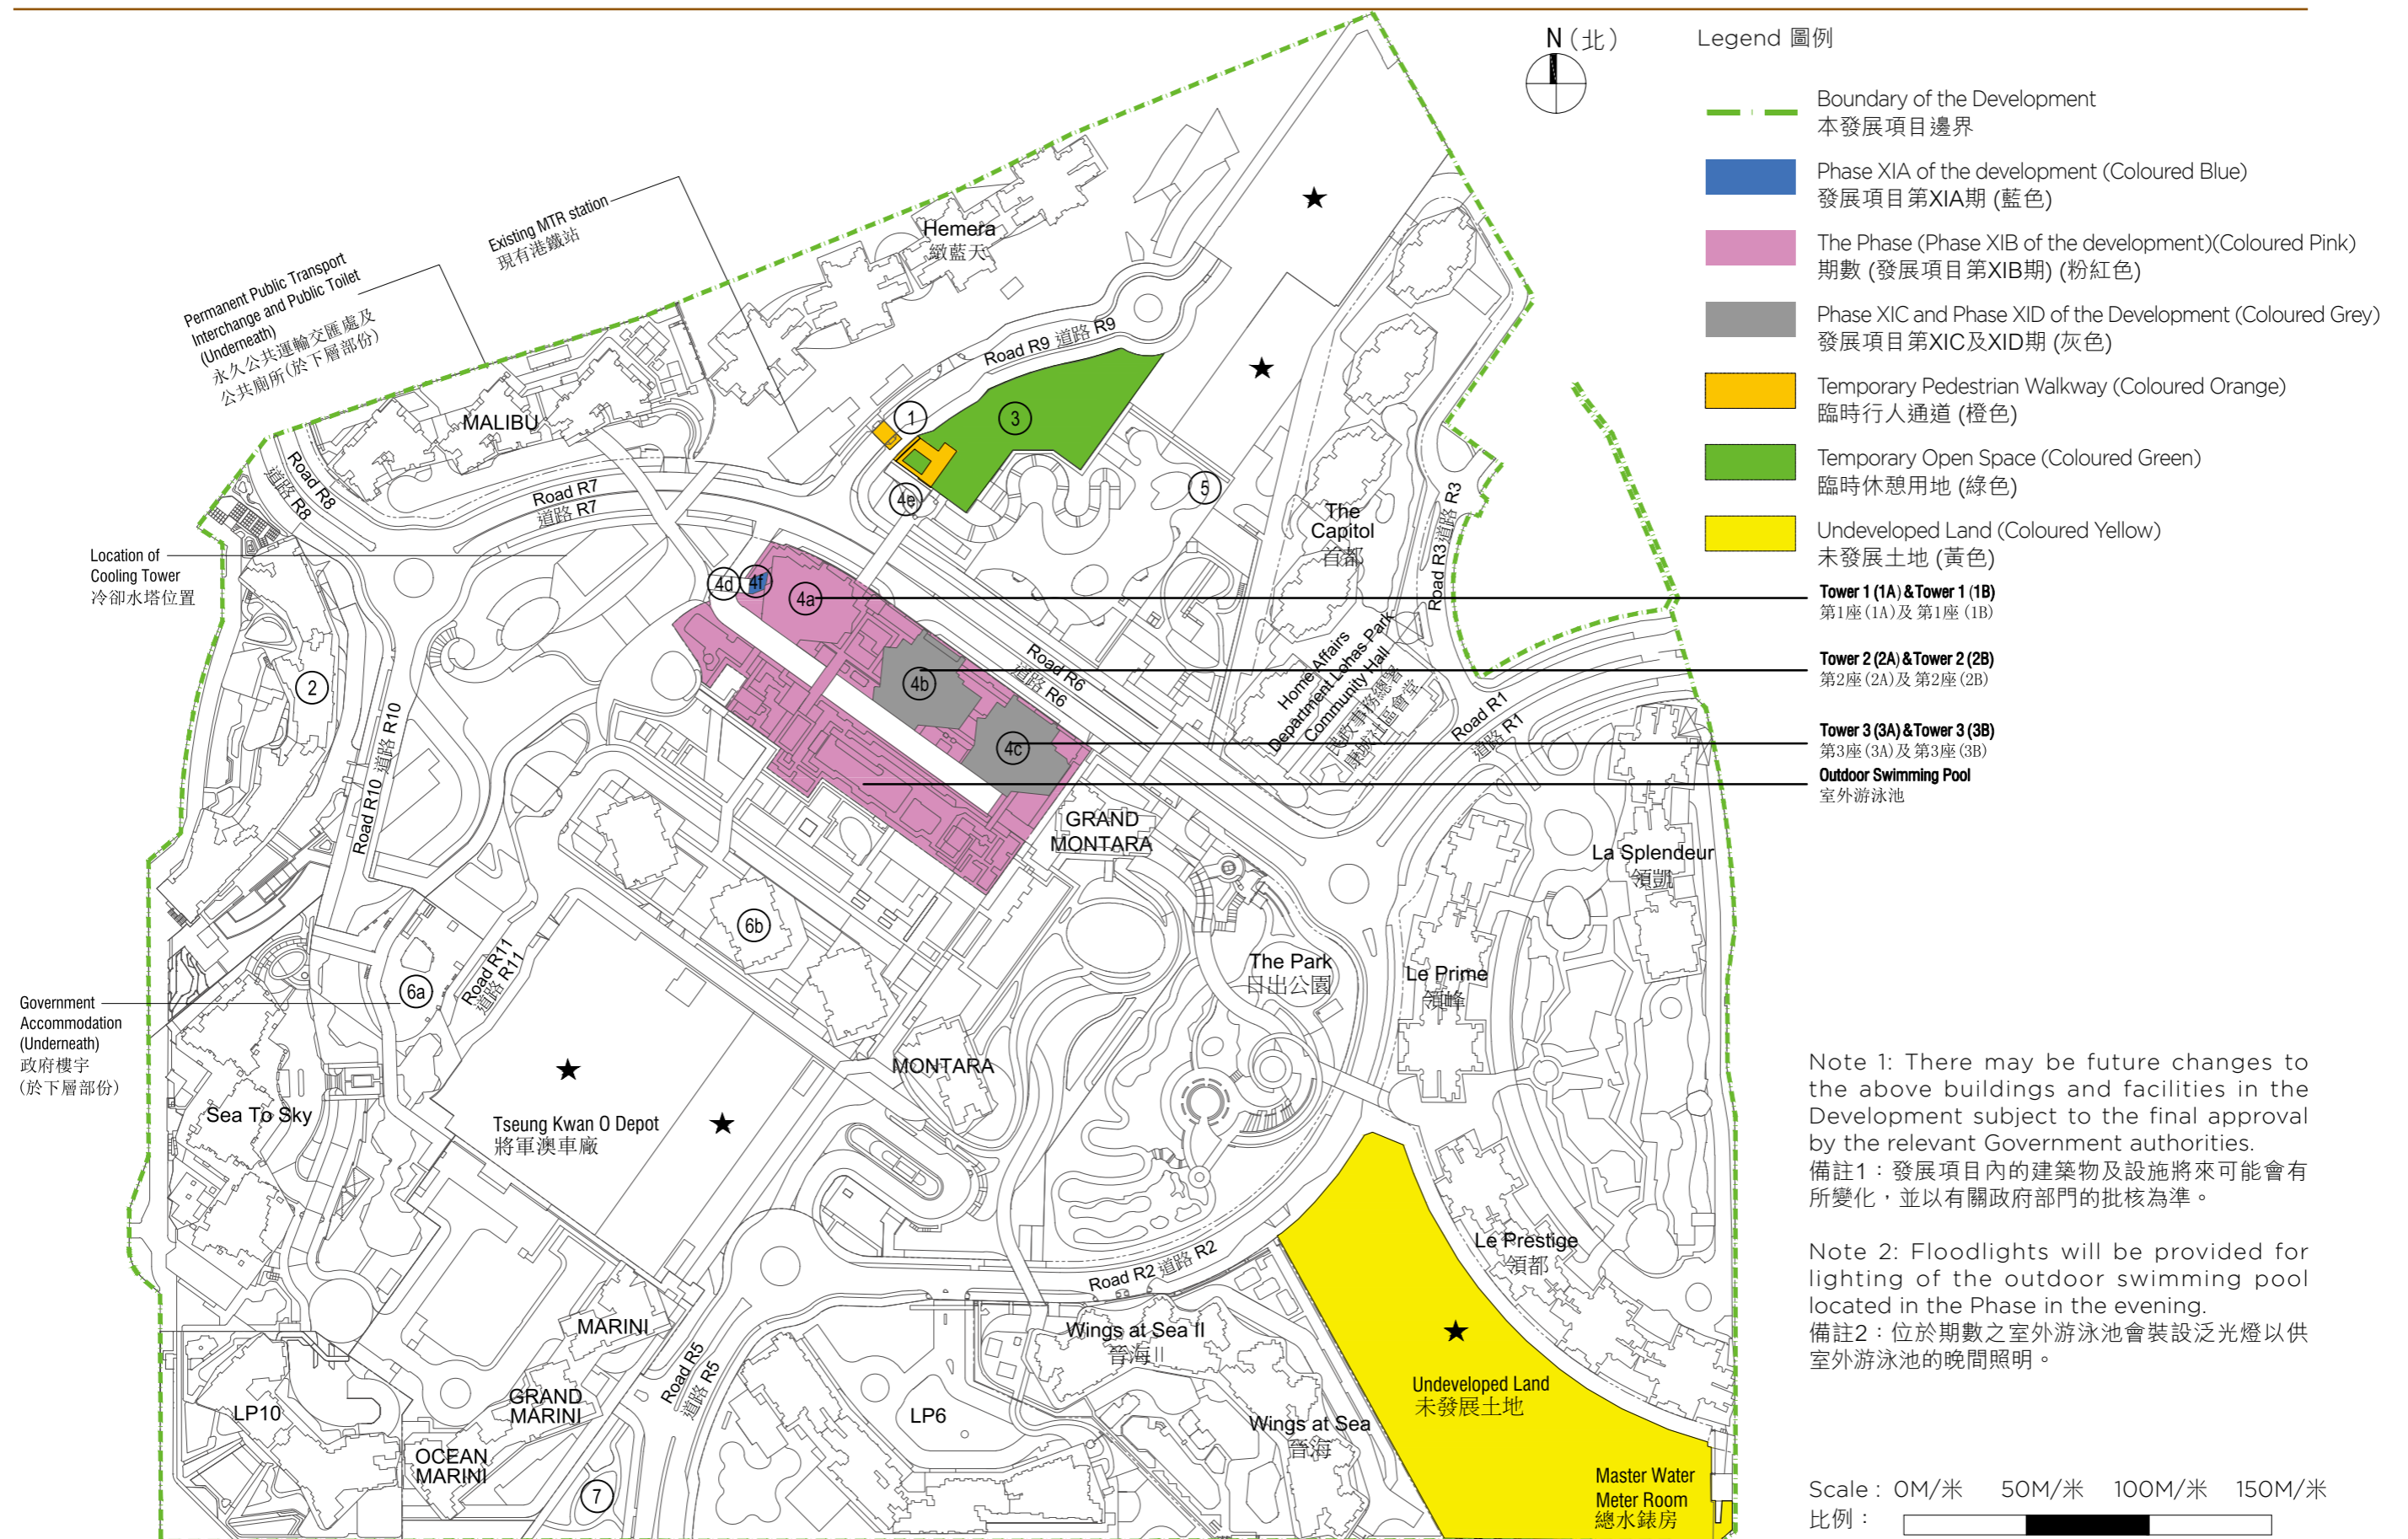 N (北)
Legend 圖例
Boundary of the Development
本發展項目邊界
Phase XIA of the development (Coloured Blue)
發展項目第XIA期 (藍色)
The Phase (Phase XIB of the development)(Coloured Pink)
期數 (發展項目第XIB期) (粉紅色)
Phase XIC and Phase XID of the Development (Coloured Grey)
發展項目第XIC及XID期 (灰色)
Temporary Pedestrian Walkway (Coloured Orange)
臨時行人通道 (橙色)
Temporary Open Space (Coloured Green)
臨時休憩用地 (綠色)
Undeveloped Land (Coloured Yellow)
未發展土地 (黃色)
Tower 1 (1A) & Tower 1 (1B)
第1座 (1A) 及 第1座 (1B)
Tower 2 (2A) & Tower 2 (2B)
第2座 (2A) 及 第2座 (2B)
Tower 3 (3A) & Tower 3 (3B)
第3座 (3A) 及 第3座 (3B)
Outdoor Swimming Pool
室外游泳池
Permanent Public Transport
Interchange and Public Toilet
(Underneath)
永久公共運輸交匯處及
公共廁所(於下層部份)
Existing MTR station
現有港鐵站
Hemera
緻藍天
MALIBU
Road R9 道路 R9
1
3
4e
5
Road R8
道路 R8
Road R7
道路 R7
Location of
Cooling Tower
冷卻水塔位置
4d
4f
4a
4b
4c
The
Capitol
首都
Road R3 道路 R3
Road R6
道路 R6
Home Affairs
Department Lohas Park
Community Hall
民政事務總署
康城社區會堂
Road R1
道路 R1
2
Road R10 道路 R10
GRAND
MONTARA
La Splendeur
領凱
6b
6a
Road R11
道路 R11
The Park
日出公園
Le Prime
領峰
Government
Accommodation
(Underneath)
政府樓宇
(於下層部份)
Sea To Sky
Tseung Kwan O Depot
將軍澳車廠
MONTARA
Le Prestige
領都
Road R2 道路 R2
MARINI
Wings at Sea II
晉海 II
Road R5
道路 R5
GRAND
MARINI
LP10
LP6
OCEAN
MARINI
Wings at Sea
晉海
Undeveloped Land
未發展土地
Master Water
Meter Room
總水錶房
7
Note 1: There may be future changes to
the above buildings and facilities in the
Development subject to the final approval
by the relevant Government authorities.
備註1：發展項目內的建築物及設施將來可能會有
所變化，並以有關政府部門的批核為準。
Note 2: Floodlights will be provided for
lighting of the outdoor swimming pool
located in the Phase in the evening.
備註2：位於期數之室外游泳池會裝設泛光燈以供
室外游泳池的晚間照明。
Scale : 0M/米 50M/米 100M/米 150M/米
比例：